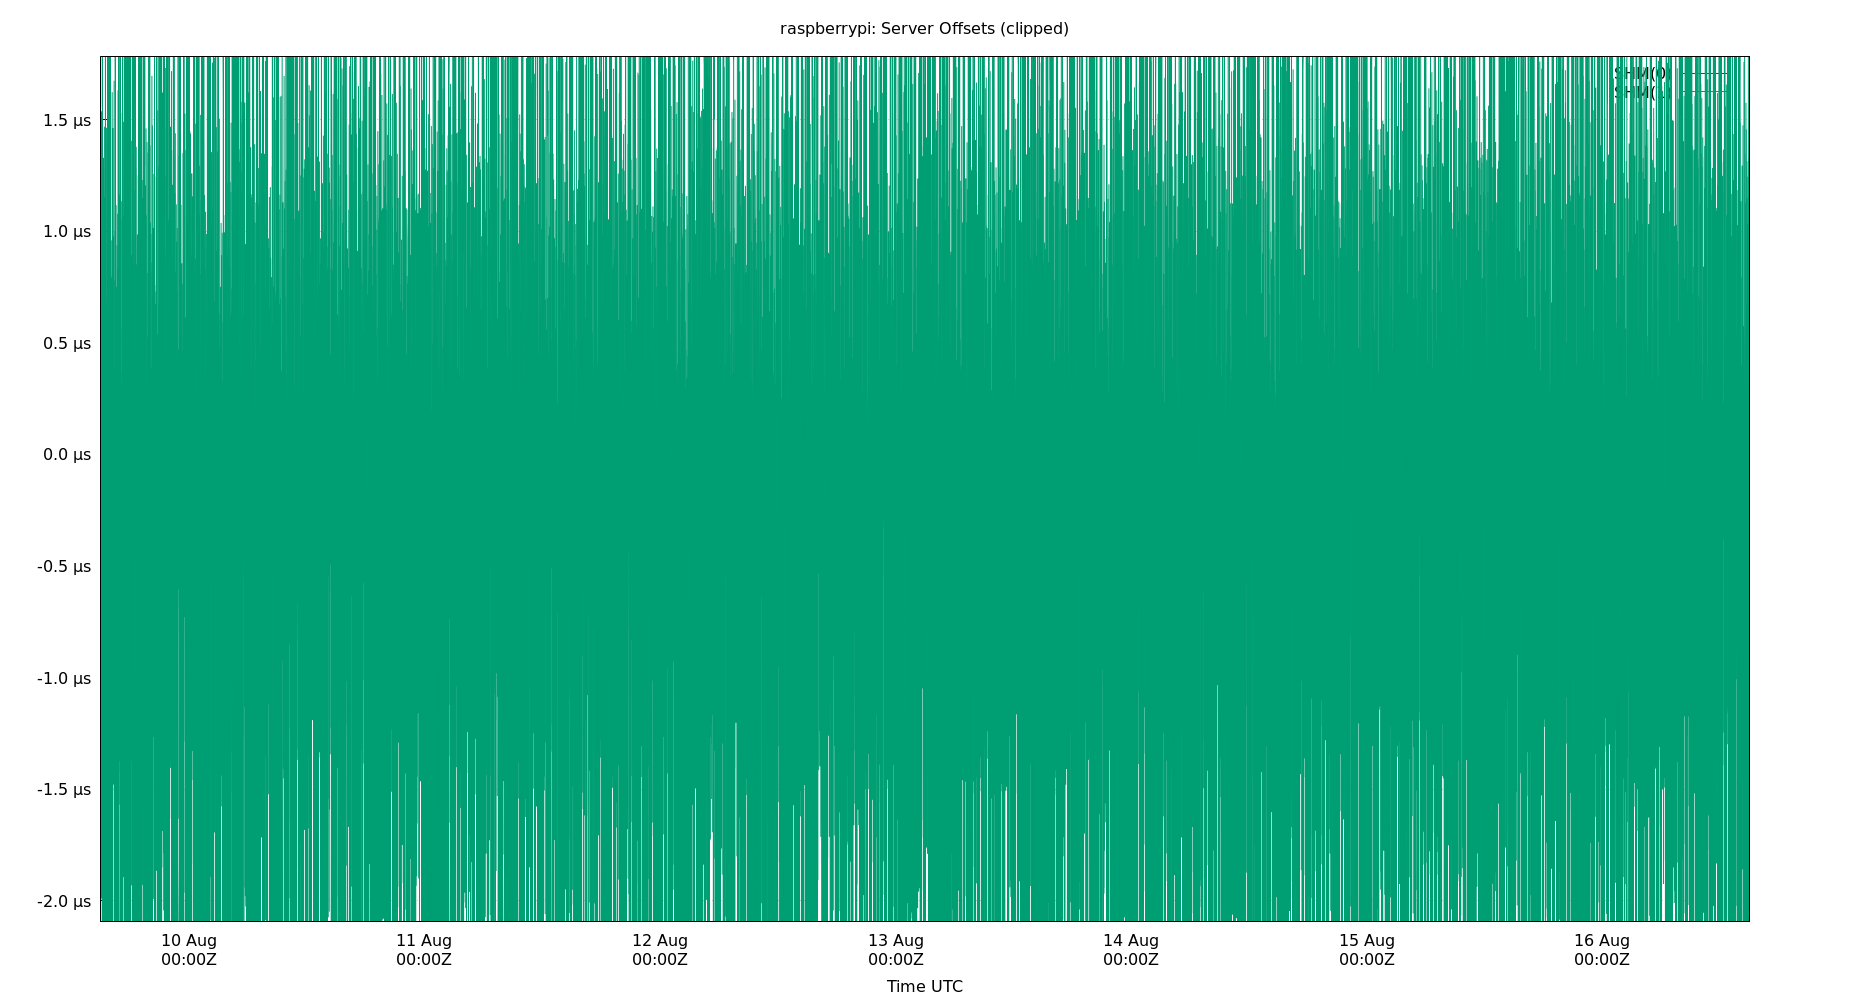 raspberrypi: Server Offsets (clipped)
SHM(0)
1.5 µs
1.0 µs
0.5 µs
0.0 µs
-0.5 µs
-1.0 µs
-1.5 µs
-2.0 µs
10 Aug 11 Aug 12 Aug 13 Aug 14 Aug 15 Aug 16 Aug
00:00Z 00:00Z 00:00Z 00:00Z 00:00Z 00:00Z 00:00Z
Time UTC